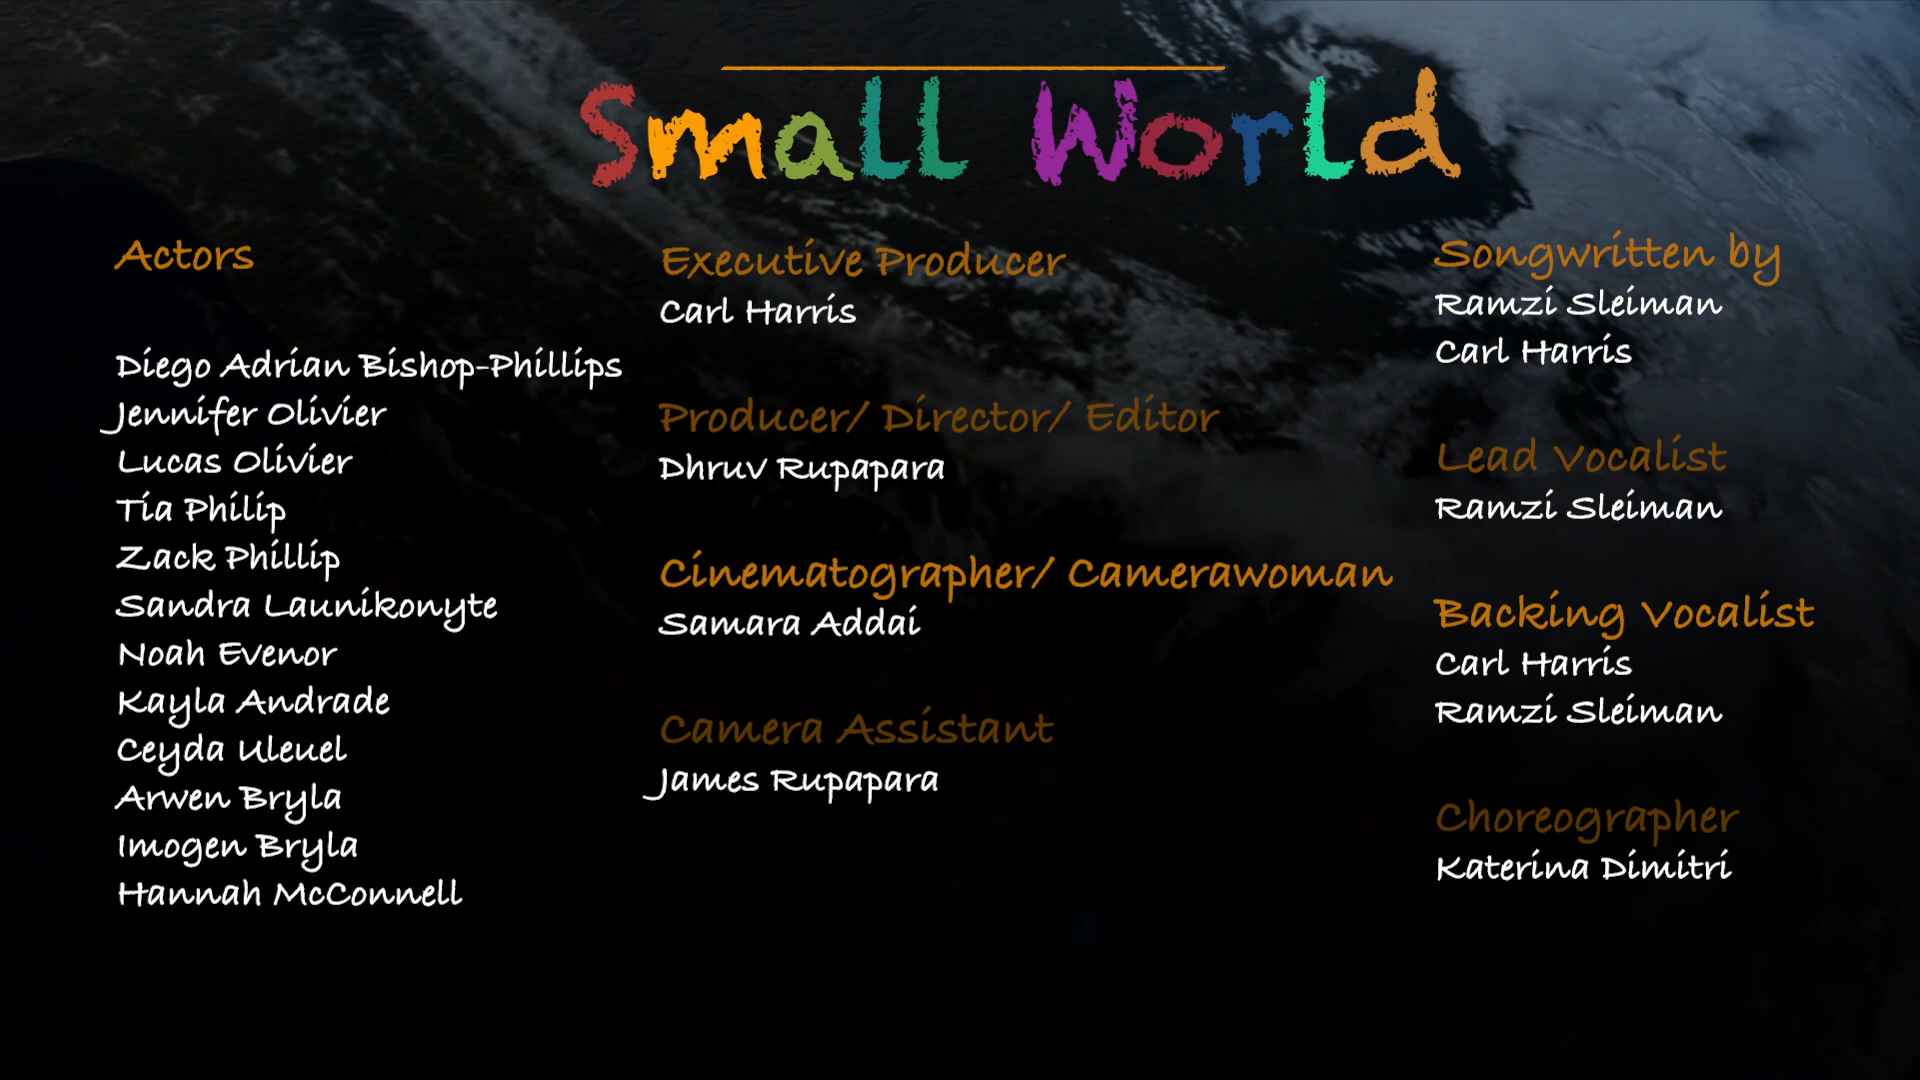 Small World
Actors
Diego Adrian Bishop-Phillips
Jennifer Olivier
Lucas Olivier
Tia Philip
Zack Phillip
Sandra Launikonyte
Noah Evenor
Kayla Andrade
Ceyda Uleuel
Arwen Bryla
Imogen Bryla
Hannah McConnell
Executive Producer
Carl Harris
Producer/ Director/ Editor
Dhruv Rupapara
Cinematographer/ Camerawoman
Samara Addai
Camera Assistant
James Rupapara
Songwritten by
Ramzi Sleiman
Carl Harris
Lead Vocalist
Ramzi Sleiman
Backing Vocalist
Carl Harris
Ramzi Sleiman
Choreographer
Katerina Dimitri